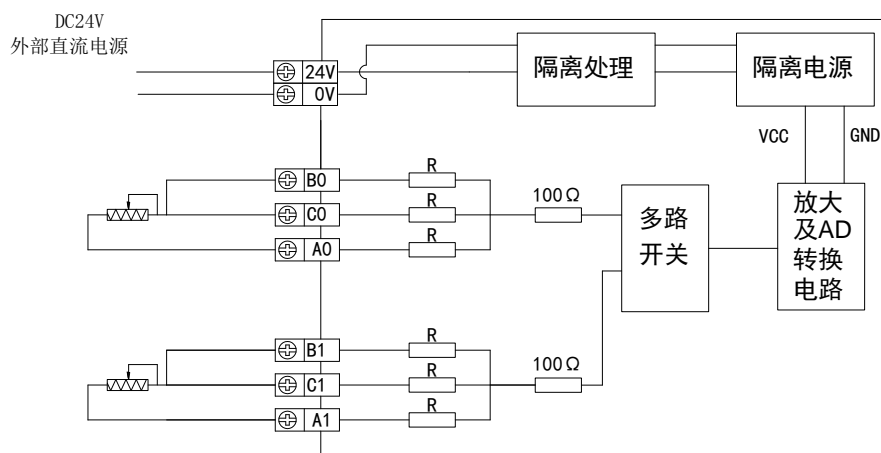 DC24V
外部直流电源
24V
0V
隔离处理
隔离电源
VCC
GND
B0
R
C0
R
A0
R
100Ω
多路
开关
放大
及AD
转换
电路
B1
R
C1
R
A1
R
100Ω